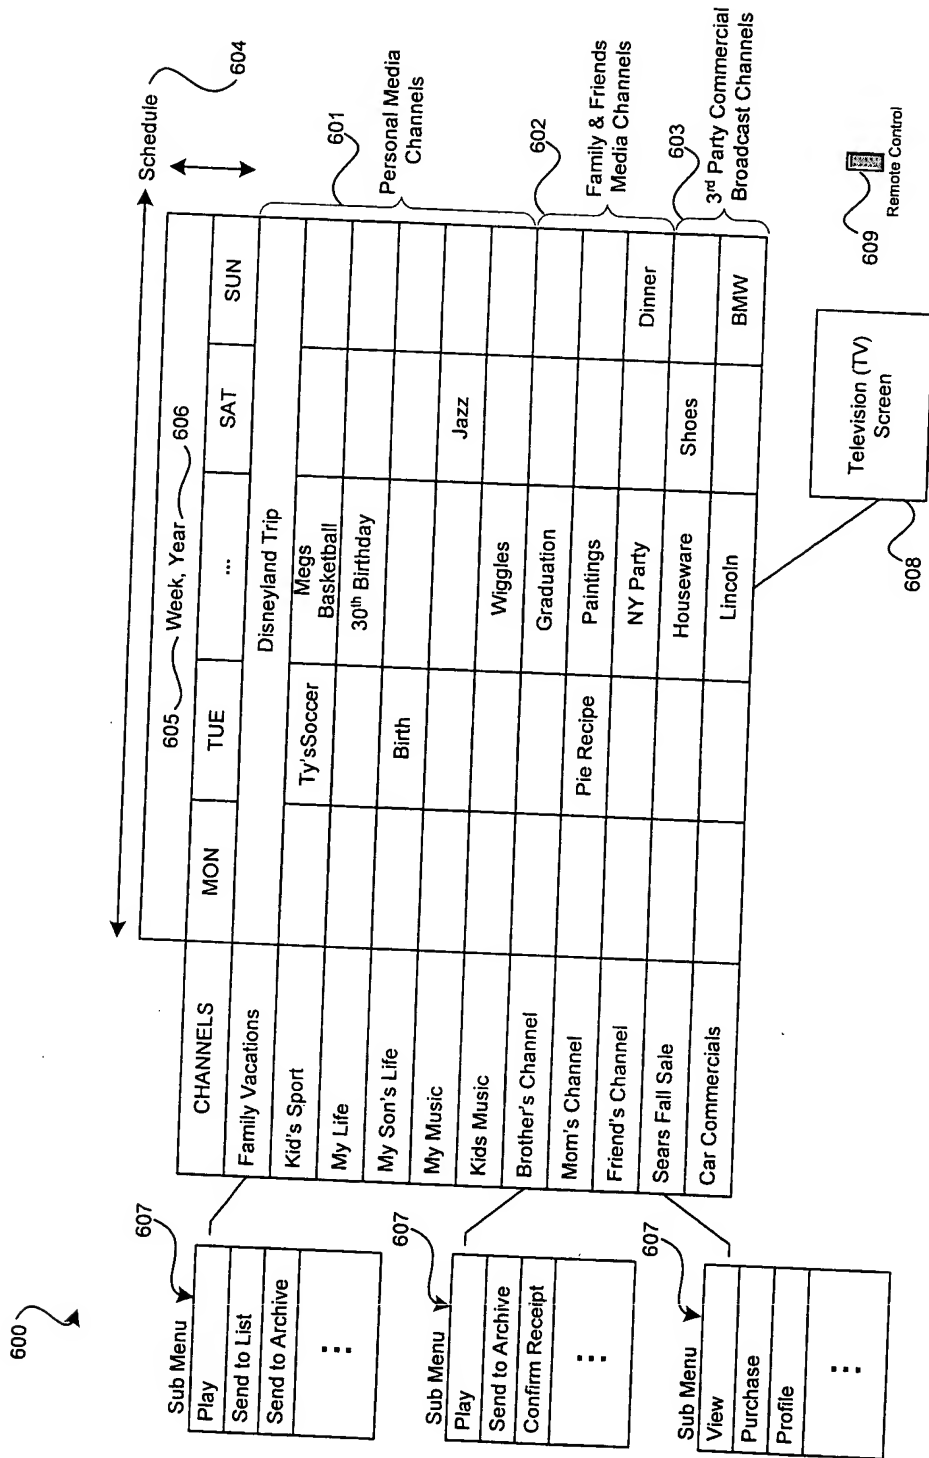 600
Schedule
604
605
Week, Year
606
CHANNELS
MON
TUE
...
SAT
SUN
Family Vacations
Disneyland Trip
Kid's Sport
Ty'sSoccer
Megs
Basketball
My Life
30th Birthday
My Son's Life
Birth
My Music
Jazz
Kids Music
Wiggles
Brother's Channel
Graduation
Mom's Channel
Pie Recipe
Paintings
Friend's Channel
NY Party
Dinner
Sears Fall Sale
Houseware
Shoes
Car Commercials
Lincoln
BMW
601
Personal Media
Channels
602
Family & Friends
Media Channels
603
3rd Party Commercial
Broadcast Channels
607
Sub Menu
Play
Send to List
Send to Archive
...
607
Sub Menu
Play
Send to Archive
Confirm Receipt
...
607
Sub Menu
View
Purchase
Profile
...
Television (TV)
Screen
608
609
Remote Control